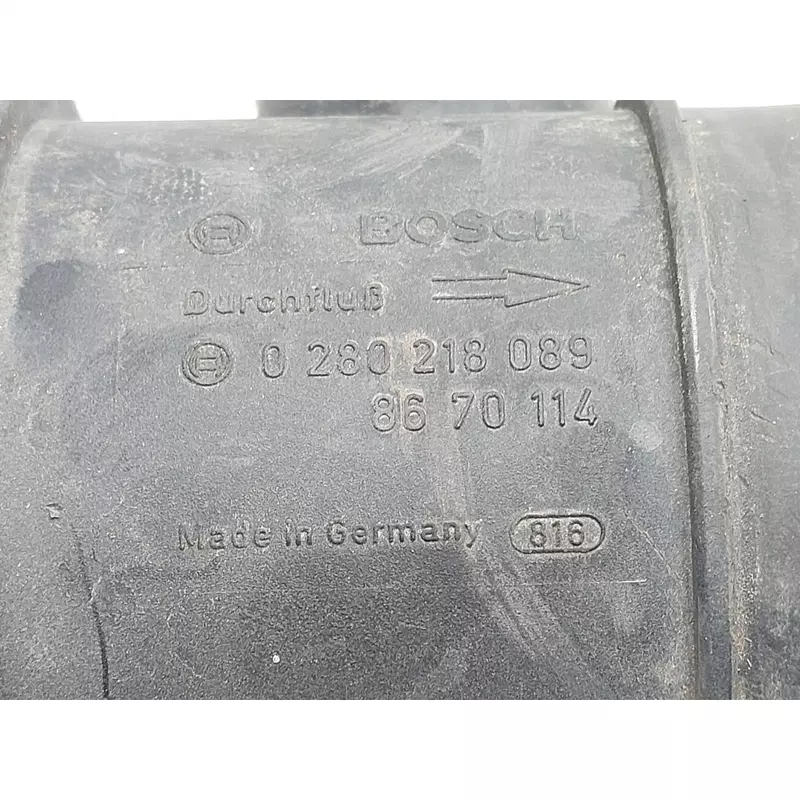 BOSCH
Durchfluß
0 280 218 089
86 70 114
Made in Germany 816